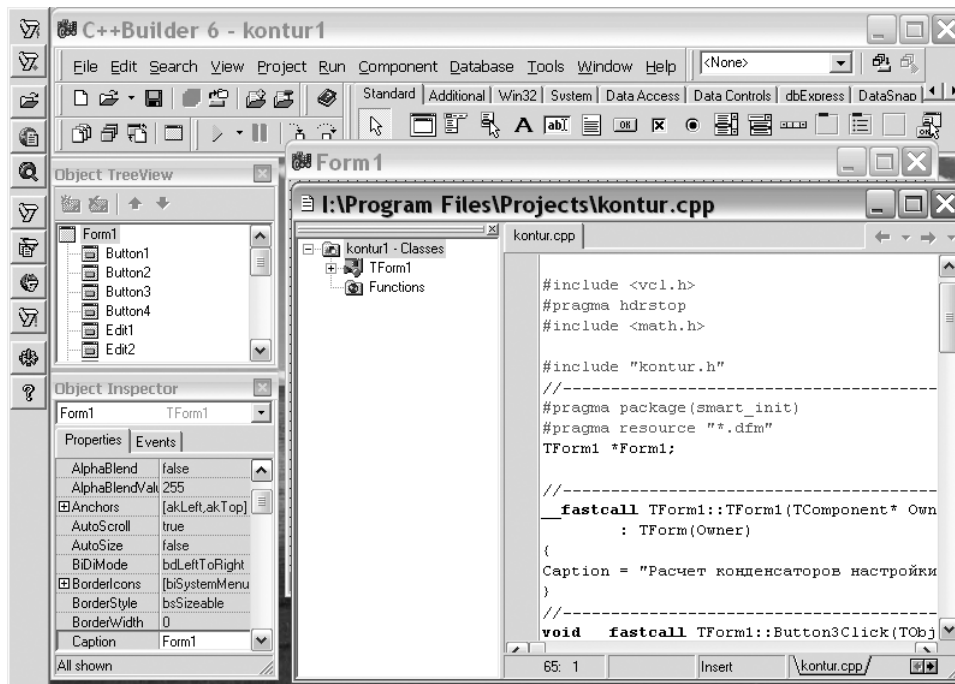 C++Builder 6 - kontur1
File Edit Search View Project Run Component Database Tools Window Help
<None>
Standard Additional Win32 System Data Access Data Controls dbExpress DataSnap
Form1
Object TreeView
Form1
Button1
Button2
Button3
Button4
Edit1
Edit2
Object Inspector
Form1 TForm1
Properties Events
AlphaBlend false
AlphaBlendValu 255
Anchors [akLeft,akTop]
AutoScroll true
AutoSize false
BiDiMode bdLeftToRight
BorderIcons [biSystemMenu
BorderStyle bsSizeable
BorderWidth 0
Caption Form1
All shown
I:\Program Files\Projects\kontur.cpp
kontur1 - Classes
TForm1
Functions
kontur.cpp
#include <vcl.h>
#pragma hdrstop
#include <math.h>
#include "kontur.h"
//----------------------------------------
#pragma package(smart_init)
#pragma resource "*.dfm"
TForm1 *Form1;
//----------------------------------------
__fastcall TForm1::TForm1(TComponent* Own
: TForm(Owner)
{
Caption = "Расчет конденсаторов настройки
}
//----------------------------------------
void __fastcall TForm1::Button3Click(TObj
65: 1 Insert \kontur.cpp/